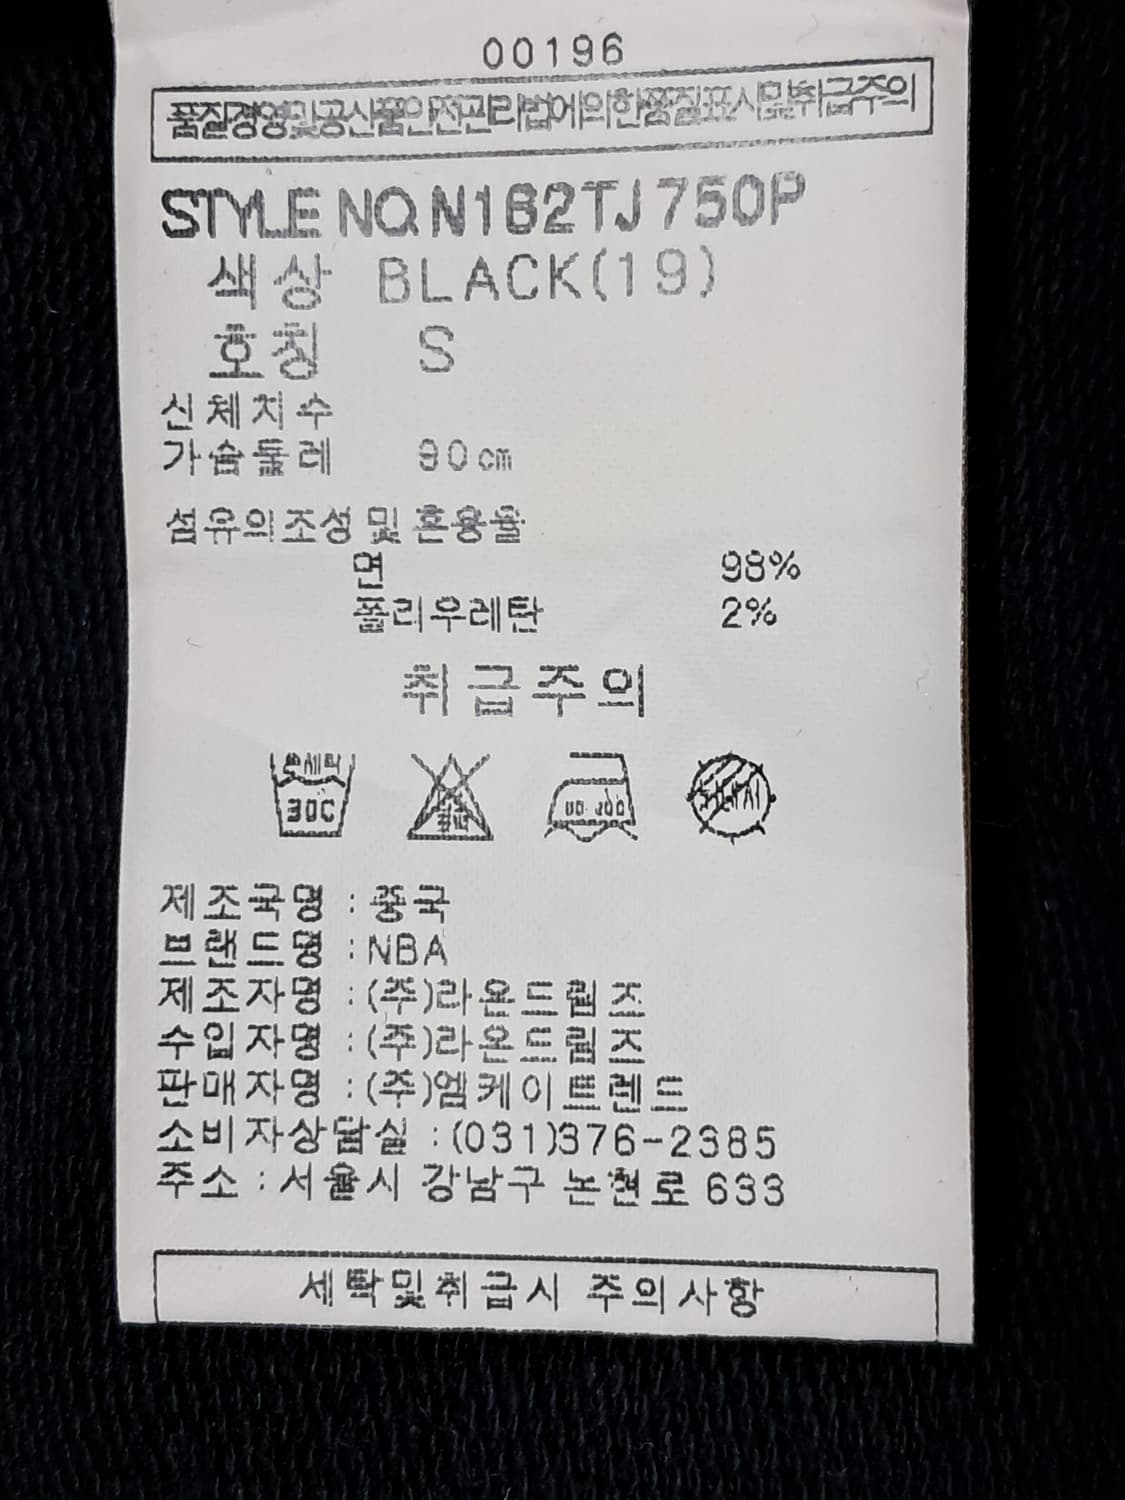 00196
품질경영및공산품안전관리법에의한품질표시및취급주의
STYLE NO.N162TJ750P
색상 BLACK(19)
호칭 S
신체치수
가슴둘레 90cm
섬유의조성 및 혼용율
면 98%
폴리우레탄 2%
취급주의
손세탁
30C
제조국명 : 중국
브랜드명 : NBA
제조자명 : (주)라온드림즈
수입자명 : (주)라온드림즈
판매자명 : (주)엠케이트렌드
소비자상담실 : (031)376-2385
주소 : 서울시 강남구 논현로 633
세탁및취급시 주의사항